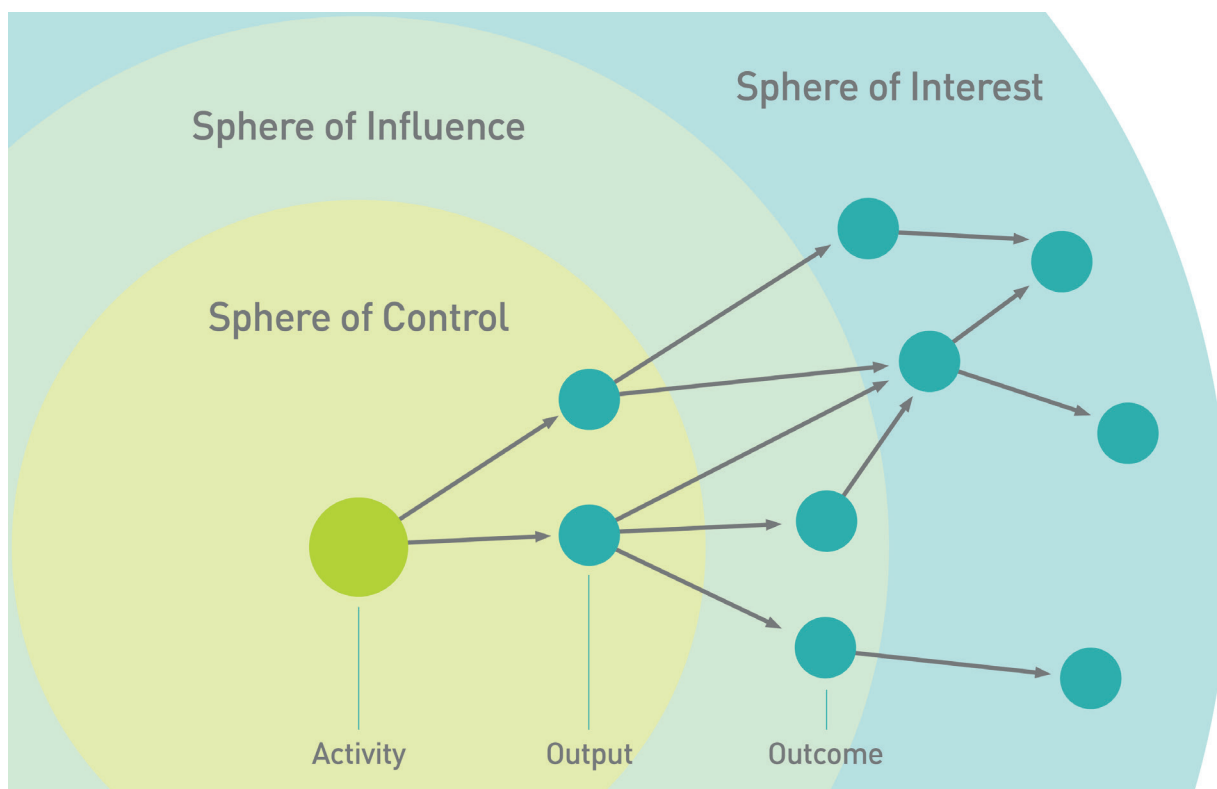 Sphere of Interest
Sphere of Influence
Sphere of Control
Activity
Output
Outcome